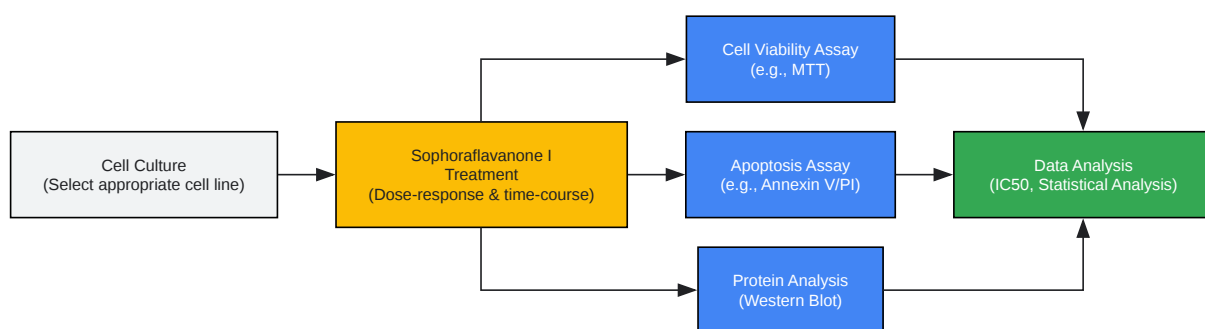 Cell Culture
(Select appropriate cell line)
Sophoraflavanone I
Treatment
(Dose-response & time-course)
Cell Viability Assay
(e.g., MTT)
Apoptosis Assay
(e.g., Annexin V/PI)
Protein Analysis
(Western Blot)
Data Analysis
(IC50, Statistical Analysis)